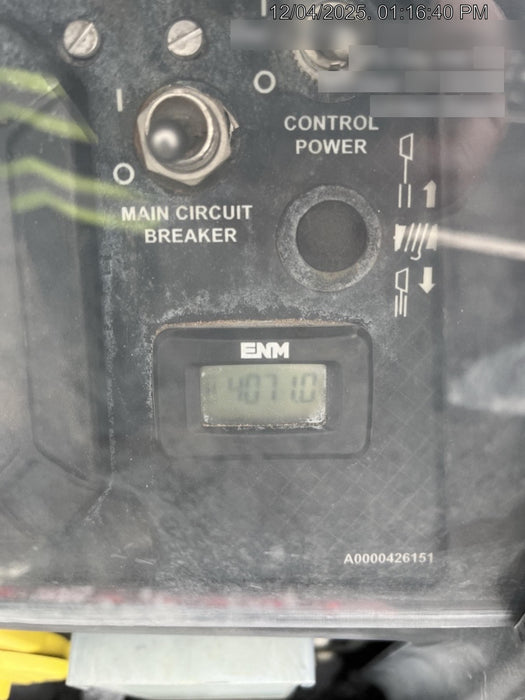 12/04/2025. 01:16:40 PM
I
O
CONTROL
POWER
I
O
MAIN CIRCUIT
BREAKER
ENM
4071.0
A0000426151